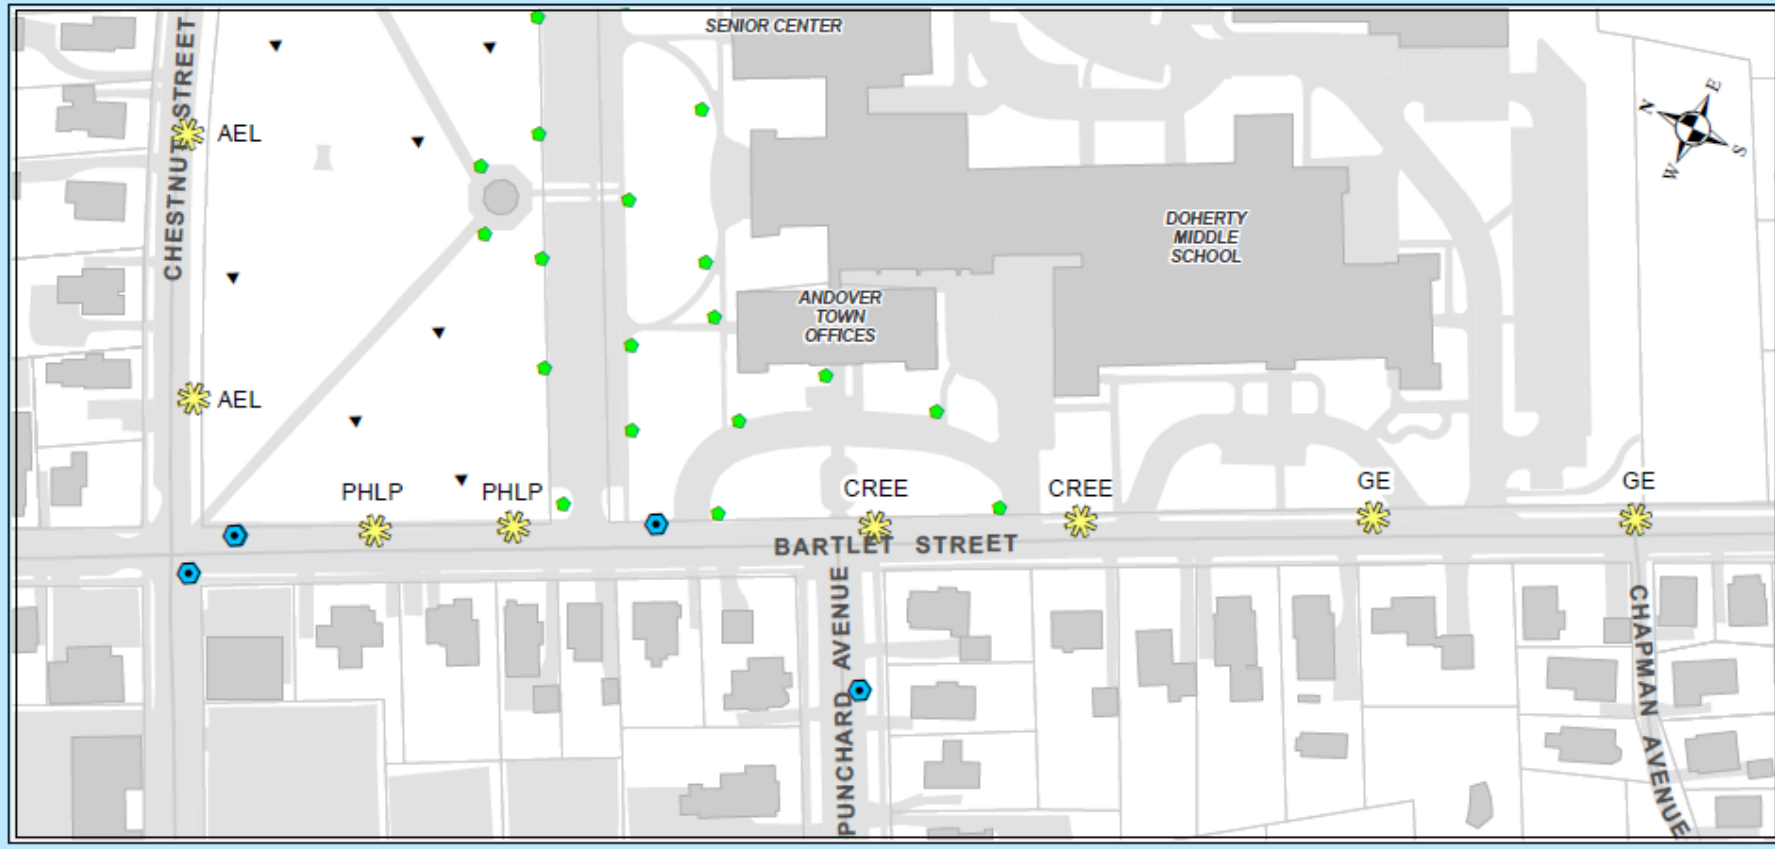 SENIOR CENTER
CHESTNUT STREET
AEL
N
E
S
W
DOHERTY
MIDDLE
SCHOOL
ANDOVER
TOWN
OFFICES
AEL
PHLP
PHLP
CREE
CREE
GE
GE
BARTLET STREET
PUNCHARD AVENUE
CHAPMAN AVENUE